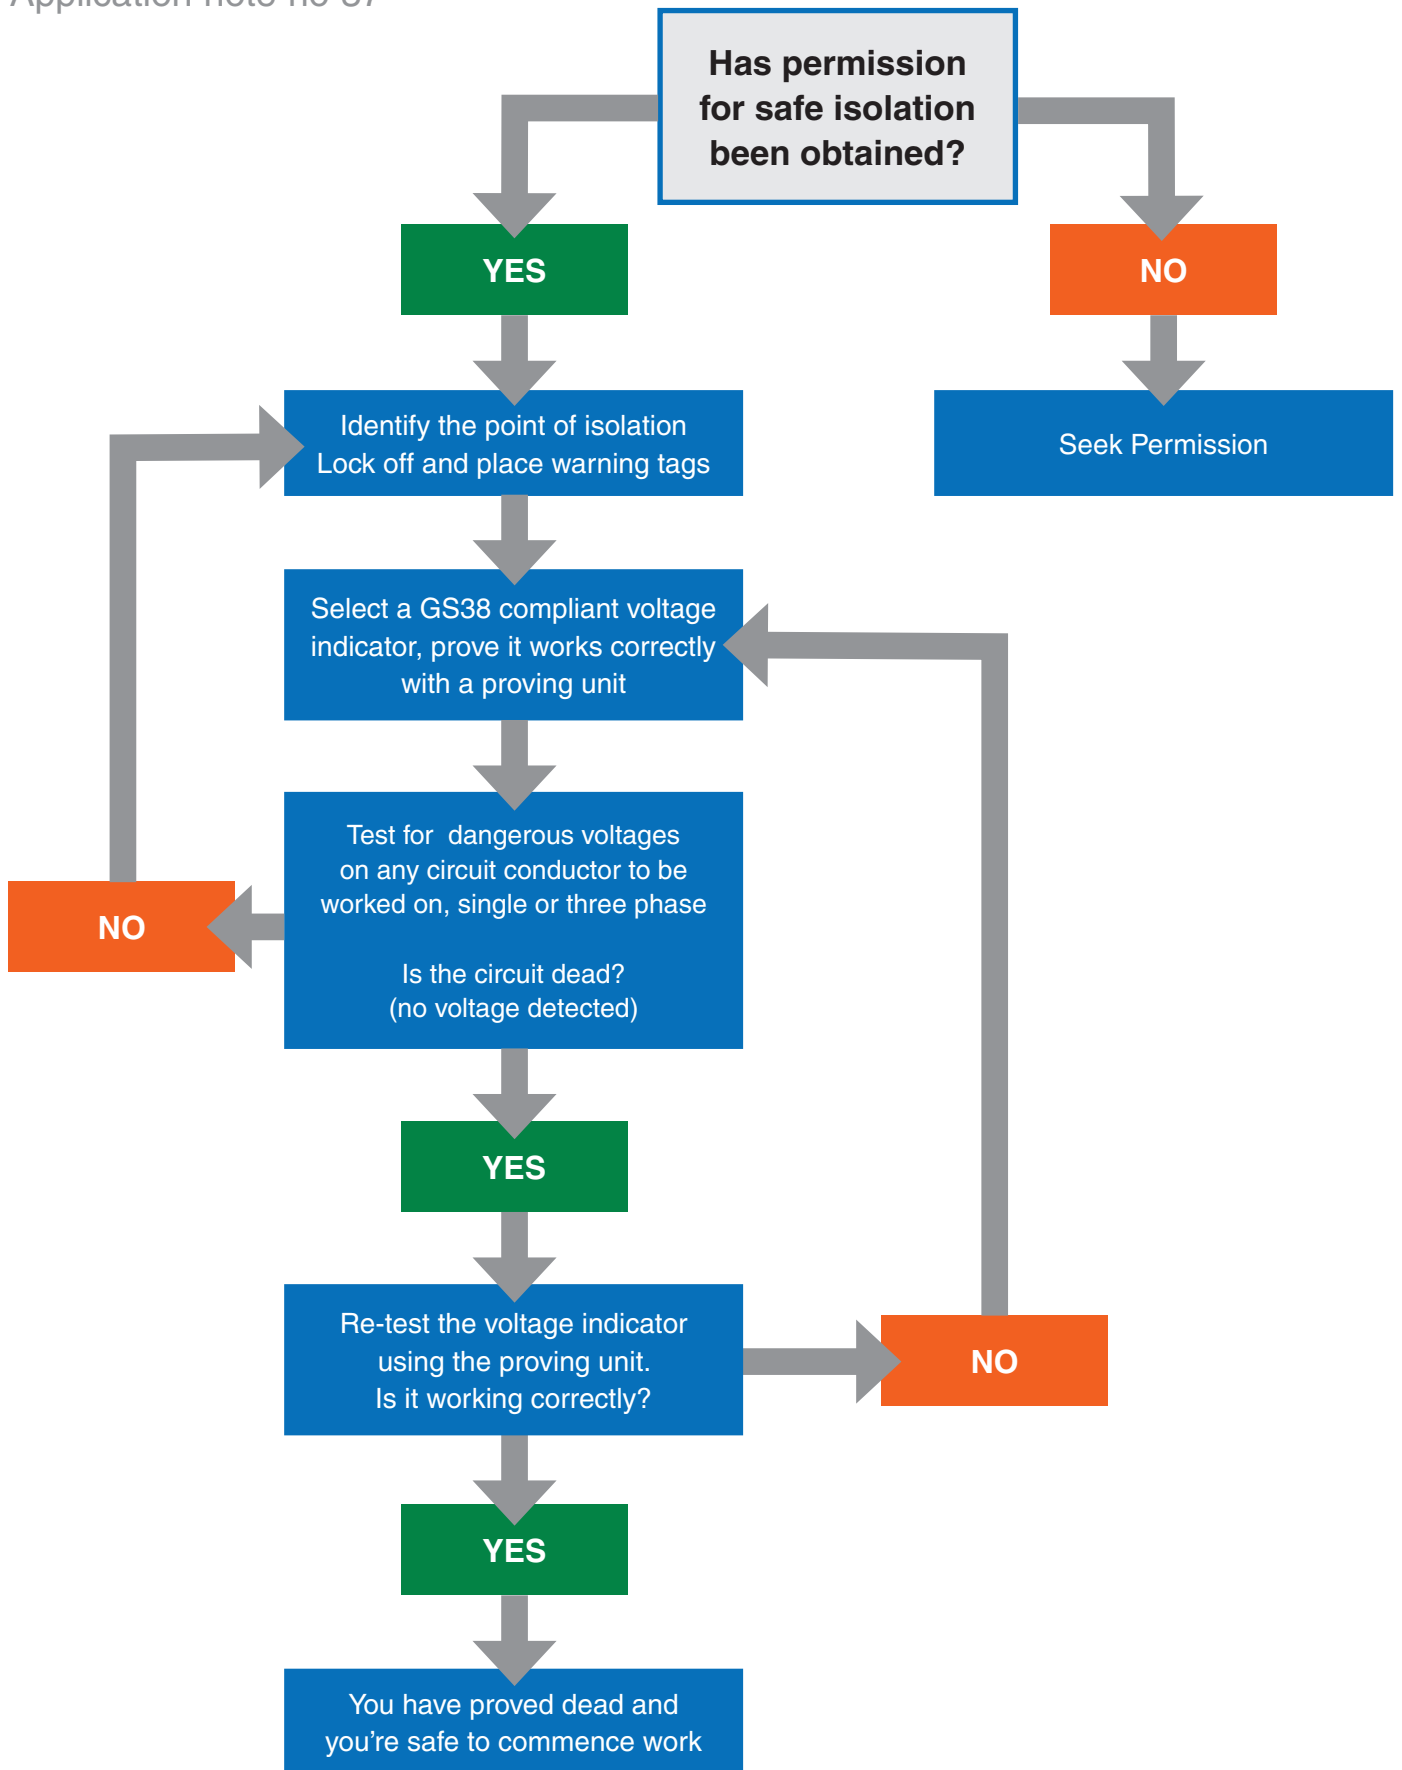 Application note no 37
Has permission
for safe isolation
been obtained?
YES
NO
Identify the point of isolation
Lock off and place warning tags
Seek Permission
Select a GS38 compliant voltage
indicator, prove it works correctly
with a proving unit
Test for  dangerous voltages
on any circuit conductor to be
worked on, single or three phase
Is the circuit dead?
(no voltage detected)
NO
YES
Re-test the voltage indicator
using the proving unit.
Is it working correctly?
NO
YES
You have proved dead and
you’re safe to commence work